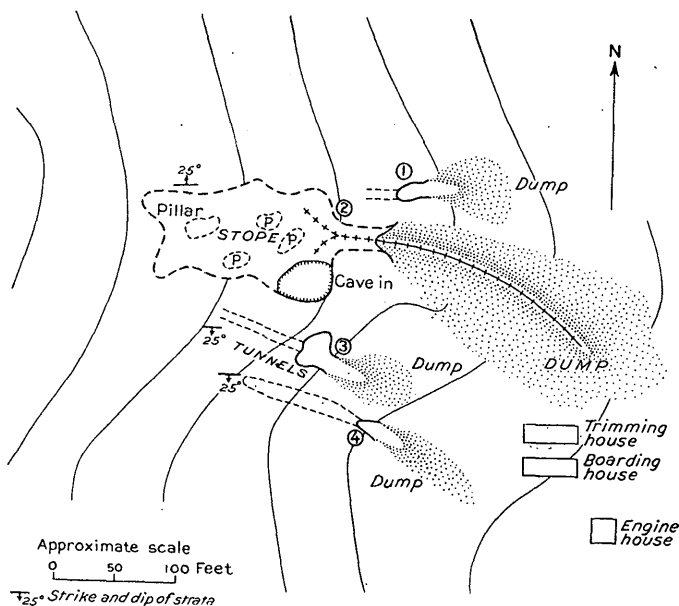 N
①
Dump
25°
Pillar
②
P
STOPE
P
P
Cave in
③
25°
TUNNELS
Dump
DUMP
25°
④
Dump
Trimming
house
Boarding
house
Engine
house
Approximate scale
0 50 100 Feet
25° Strike and dip of strata